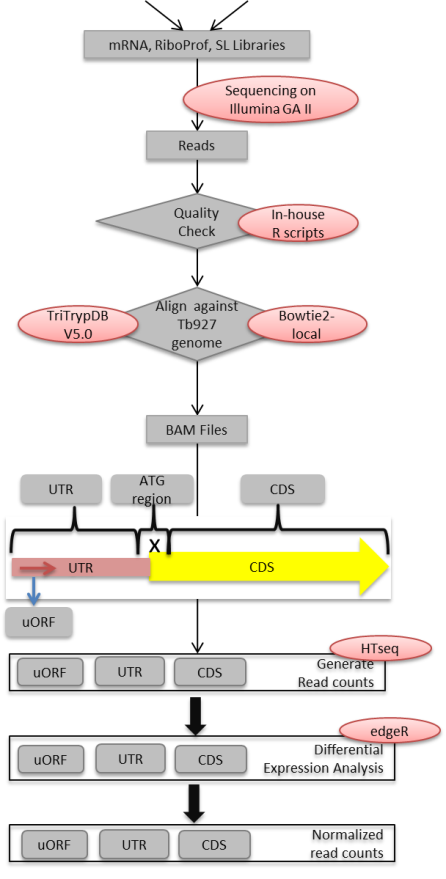 mRNA, RiboProf, SL Libraries
Sequencing on
Illumina GA II
Reads
Quality
Check
In-house
R scripts
TriTrypDB
V5.0
Align against
Tb927
genome
Bowtie2-
local
BAM Files
UTR
ATG
region
CDS
X
UTR
CDS
uORF
HTseq
uORF
UTR
CDS
Generate
Read counts
edgeR
uORF
UTR
CDS
Differential
Expression Analysis
uORF
UTR
CDS
Normalized
read counts